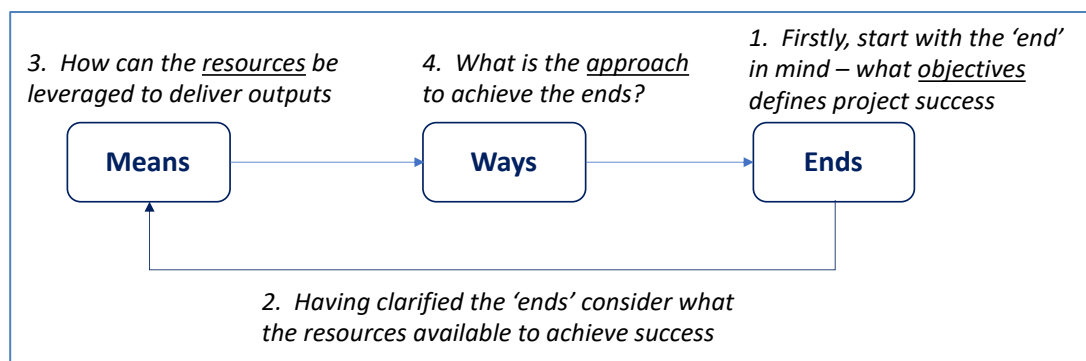 1. Firstly, start with the ‘end’
in mind – what objectives
defines project success
3. How can the resources be
leveraged to deliver outputs
4. What is the approach
to achieve the ends?
Means
Ways
Ends
2. Having clarified the ‘ends’ consider what
the resources available to achieve success